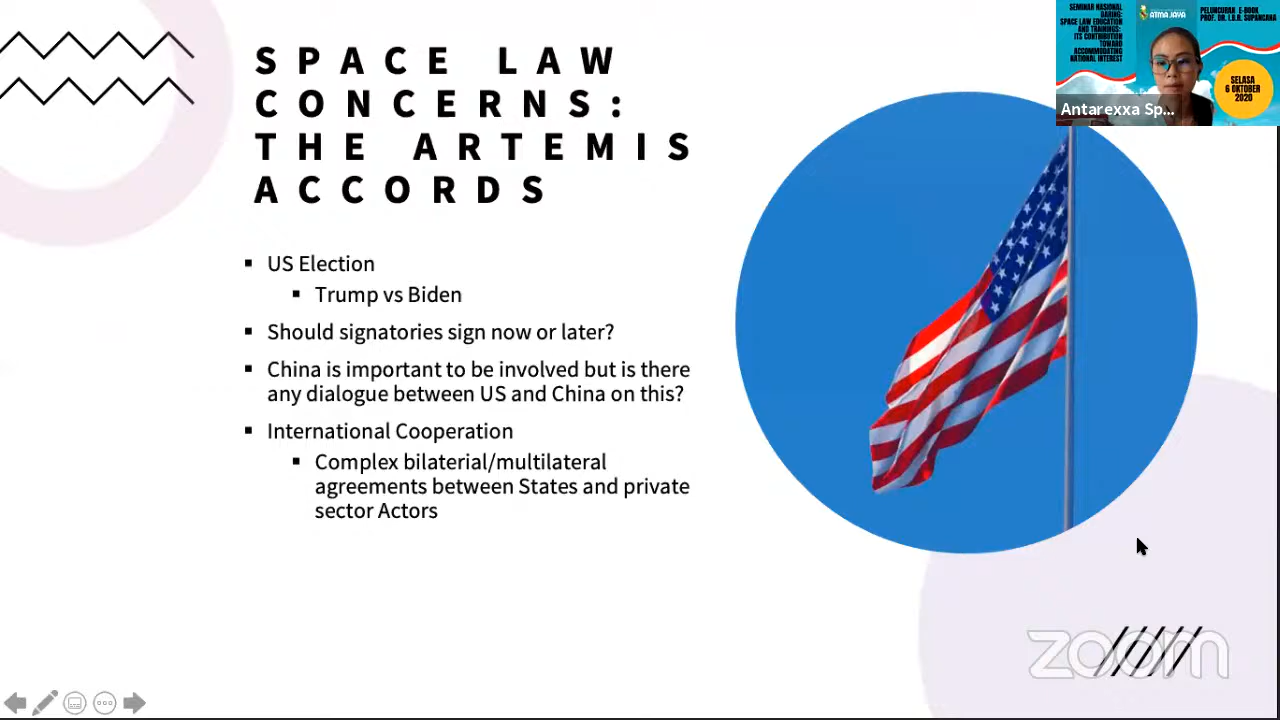 SPACE LAW
CONCERNS:
THE ARTEMIS
ACCORDS
▪ US Election
▪ Trump vs Biden
▪ Should signatories sign now or later?
▪ China is important to be involved but is there
any dialogue between US and China on this?
▪ International Cooperation
▪ Complex bilaterial/multilateral
agreements between States and private
sector Actors
SEMINAR NASIONAL
DARING:
SPACE LAW EDUCATION
AND TRAININGS:
ITS CONTRIBUTION
TOWARD
ACCOMMODATING
NATIONAL INTEREST
ATMA JAYA
PELUNCURAN E-BOOK
PROF. DR. I.B.R. SUPANCANA
SELASA
6 OKTOBER
2020
Antarexxa Sp...
zoom